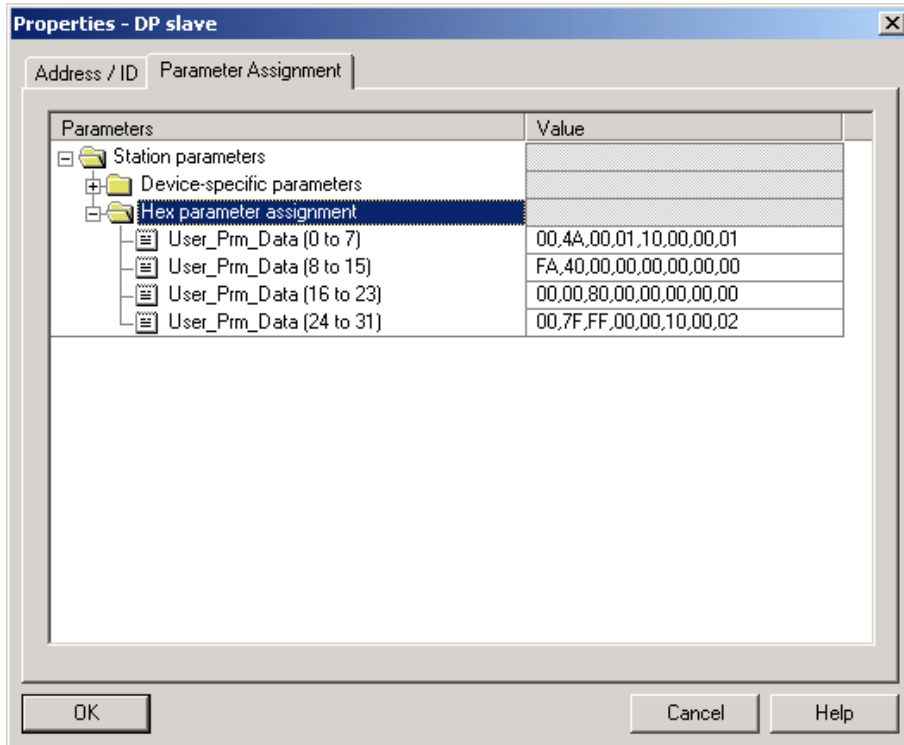 Properties - DP slave
Address / ID Parameter Assignment
Parameters Value
Station parameters
Device-specific parameters
Hex parameter assignment
User_Prm_Data (0 to 7) 00,4A,00,01,10,00,00,01
User_Prm_Data (8 to 15) FA,40,00,00,00,00,00,00
User_Prm_Data (16 to 23) 00,00,80,00,00,00,00,00
User_Prm_Data (24 to 31) 00,7F,FF,00,00,10,00,02
OK Cancel Help